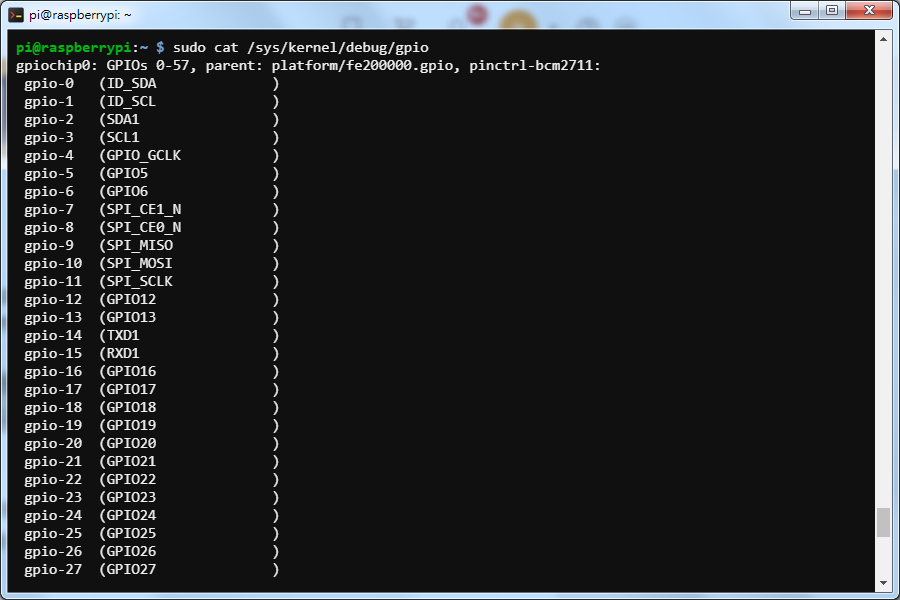 pi@raspberrypi: ~
pi@raspberrypi:~ $ sudo cat /sys/kernel/debug/gpio
gpiochip0: GPIOs 0-57, parent: platform/fe200000.gpio, pinctrl-bcm2711:
 gpio-0   (ID_SDA              )
 gpio-1   (ID_SCL              )
 gpio-2   (SDA1                )
 gpio-3   (SCL1                )
 gpio-4   (GPIO_GCLK           )
 gpio-5   (GPIO5               )
 gpio-6   (GPIO6               )
 gpio-7   (SPI_CE1_N           )
 gpio-8   (SPI_CE0_N           )
 gpio-9   (SPI_MISO            )
 gpio-10  (SPI_MOSI            )
 gpio-11  (SPI_SCLK            )
 gpio-12  (GPIO12              )
 gpio-13  (GPIO13              )
 gpio-14  (TXD1                )
 gpio-15  (RXD1                )
 gpio-16  (GPIO16              )
 gpio-17  (GPIO17              )
 gpio-18  (GPIO18              )
 gpio-19  (GPIO19              )
 gpio-20  (GPIO20              )
 gpio-21  (GPIO21              )
 gpio-22  (GPIO22              )
 gpio-23  (GPIO23              )
 gpio-24  (GPIO24              )
 gpio-25  (GPIO25              )
 gpio-26  (GPIO26              )
 gpio-27  (GPIO27              )